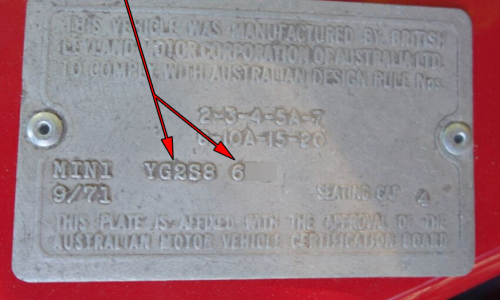 THIS VEHICLE WAS MANUFACTURED BY BRITISH
LEYLAND MOTOR CORPORATION OF AUSTRALIA LTD.
TO COMPLY WITH AUSTRALIAN DESIGN RULE Nos.
2-3-4-5A-7
8-10A-15-20
MINI YG2S8 6
9/71 SEATING CAP 4
THIS PLATE IS AFFIXED WITH THE APPROVAL OF THE
AUSTRALIAN MOTOR VEHICLE CERTIFICATION BOARD